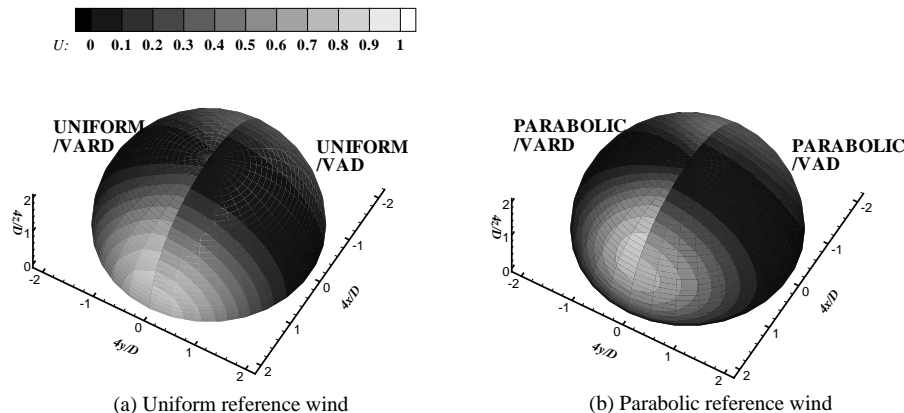 U: 0 0.1 0.2 0.3 0.4 0.5 0.6 0.7 0.8 0.9 1
UNIFORM
/VARD
UNIFORM
/VAD
2
1
0
4z/D
-2
-1
0
1
2
4y/D
-2
-1
0
1
2
4x/D
(a) Uniform reference wind
PARABOLIC
/VARD
PARABOLIC
/VAD
2
1
0
4z/D
-2
-1
0
1
2
4y/D
-2
-1
0
1
2
4x/D
(b) Parabolic reference wind